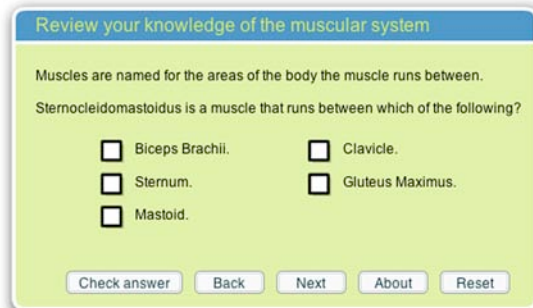 Review your knowledge of the muscular system
Muscles are named for the areas of the body the muscle runs between.
Sternocleidomastoidus is a muscle that runs between which of the following?
Biceps Brachii.
Clavicle.
Sternum.
Gluteus Maximus.
Mastoid.
Check answer
Back
Next
About
Reset